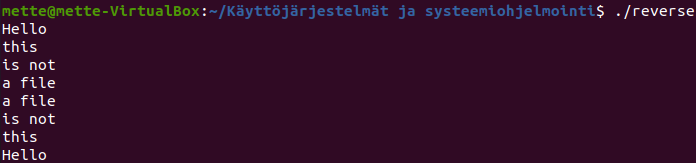 mette@mette-VirtualBox:~/Käyttöjärjestelmät ja systeemiohjelmointi$ ./reverse
Hello
this
is not
a file
a file
is not
this
Hello